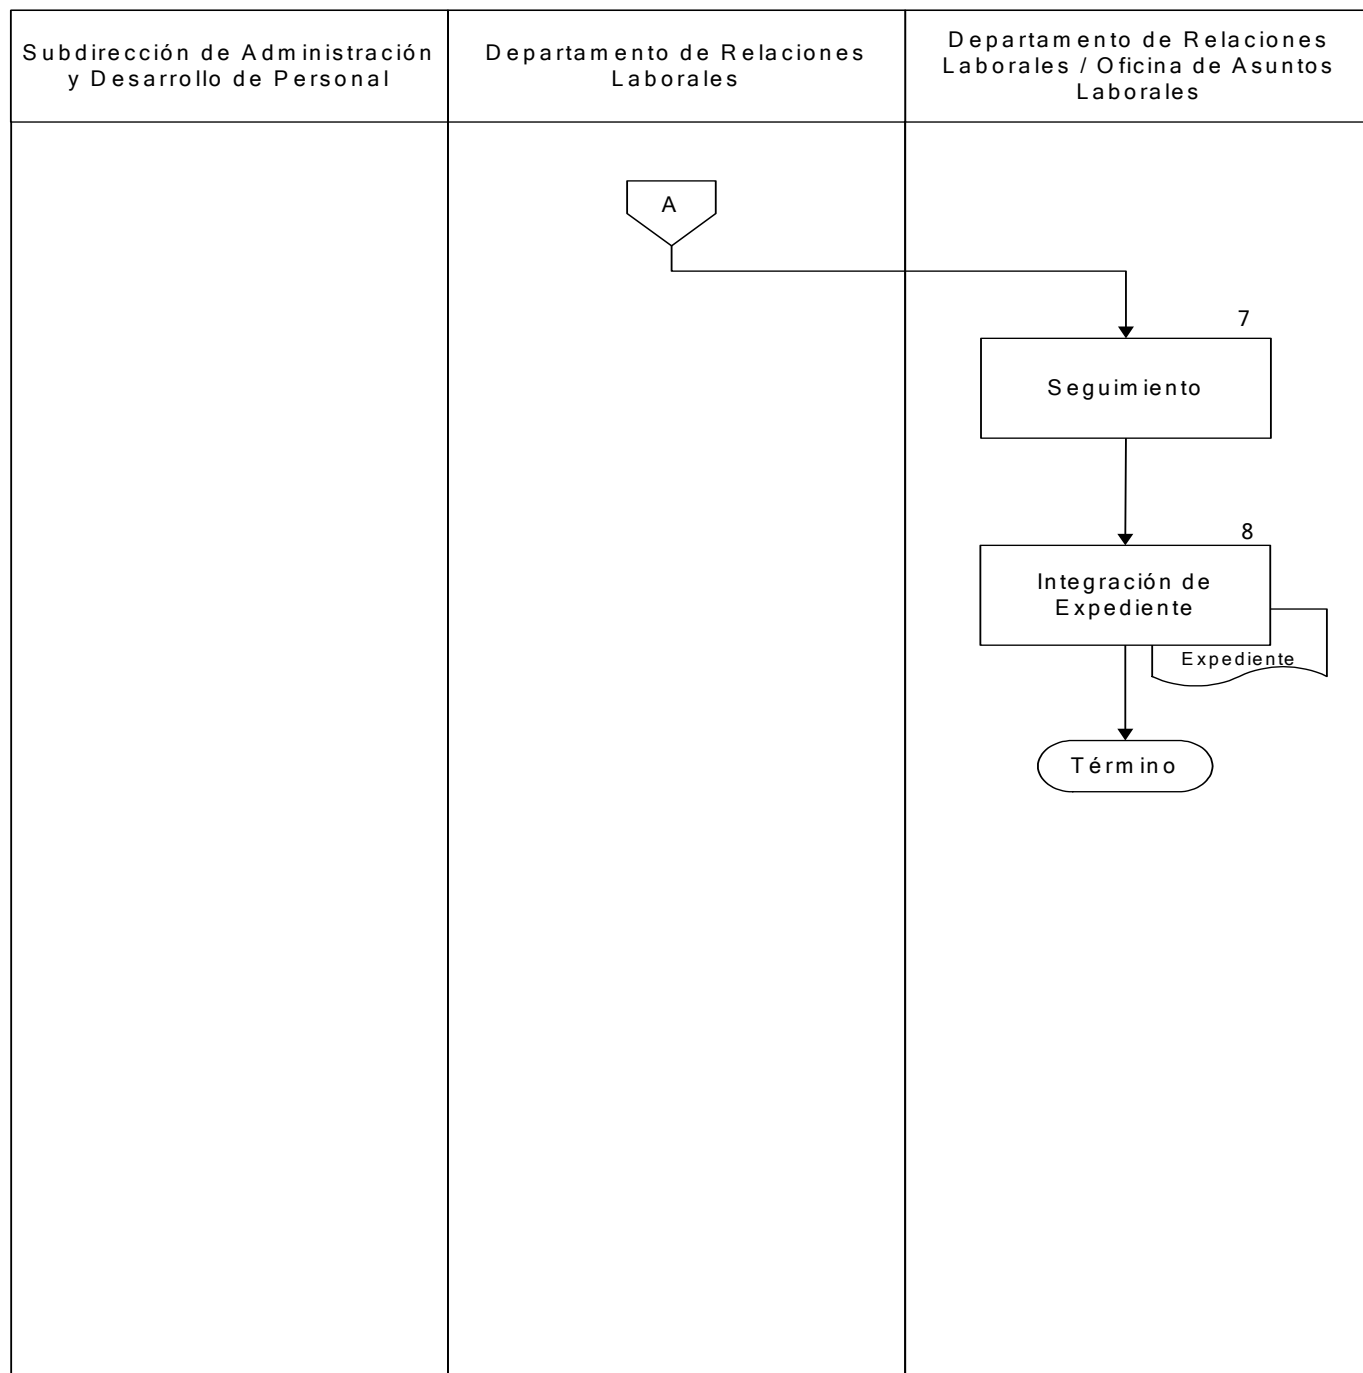 Subdirección de Administración
y Desarrollo de Personal
Departamento de Relaciones
Laborales
Departamento de Relaciones
Laborales / Oficina de Asuntos
Laborales
A
7
Seguimiento
8
Integración de
Expediente
Expediente
Término